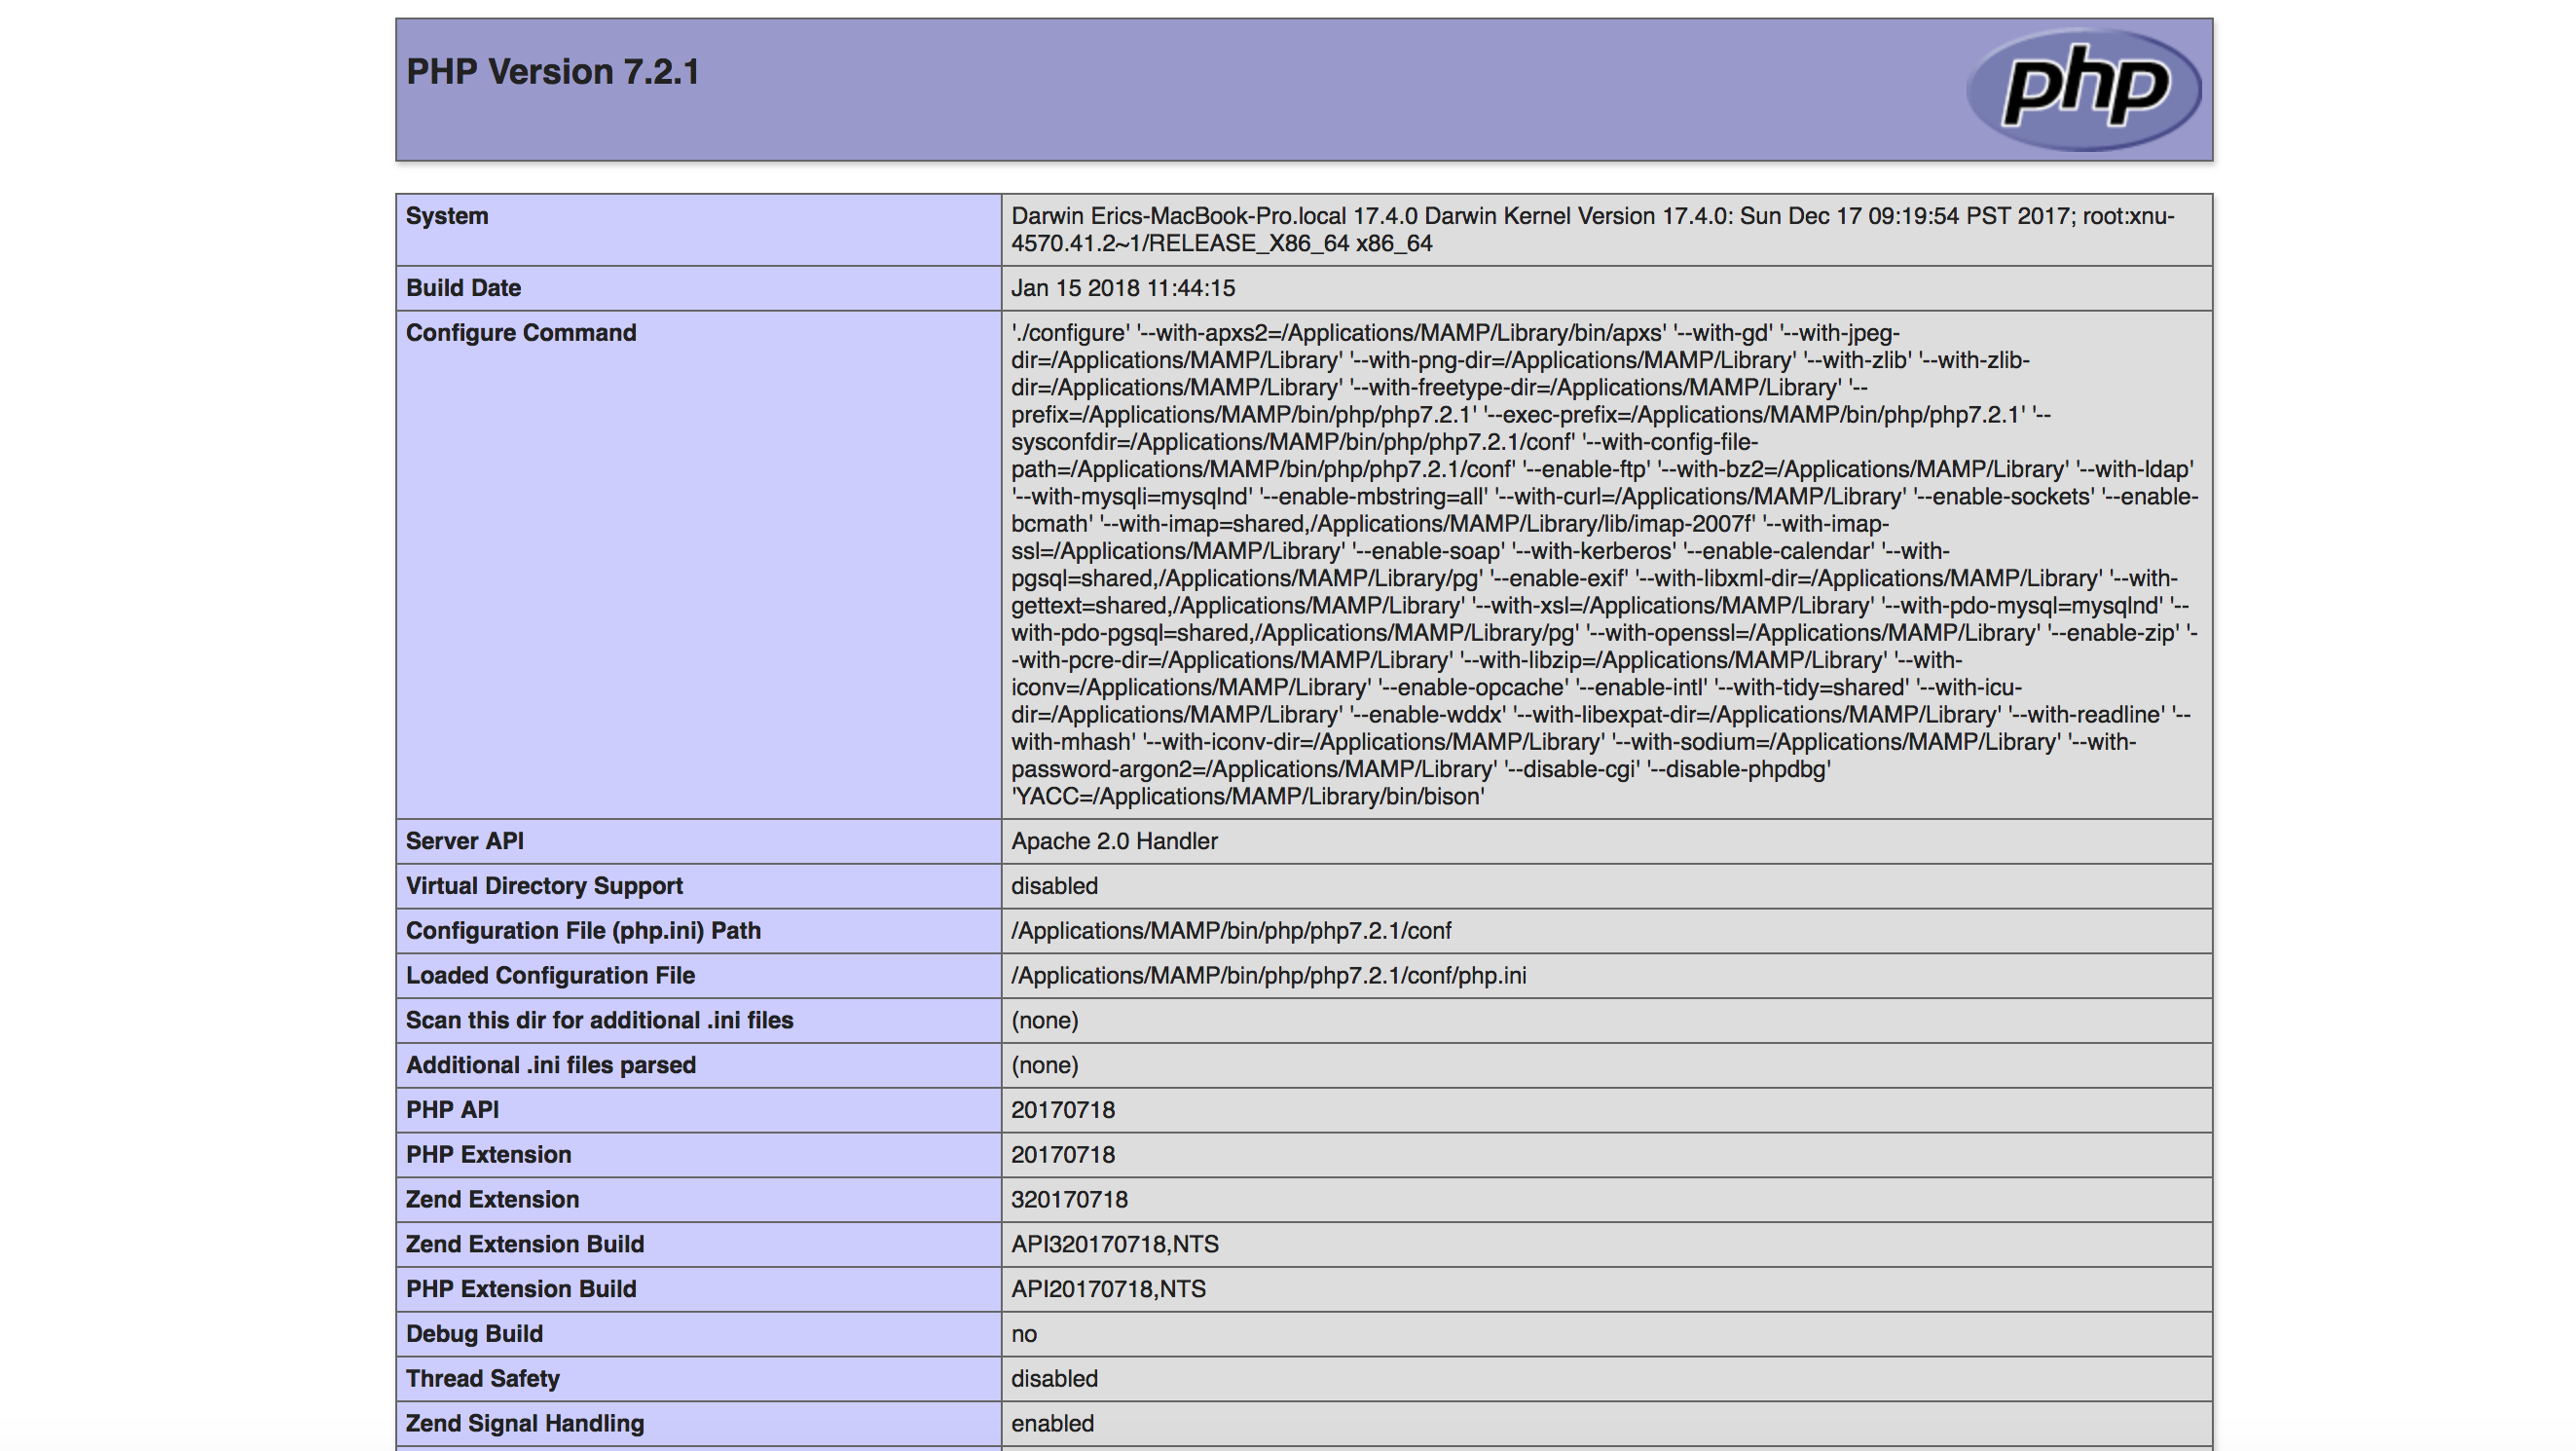 PHP Version 7.2.1
php
System
Darwin Erics-MacBook-Pro.local 17.4.0 Darwin Kernel Version 17.4.0: Sun Dec 17 09:19:54 PST 2017; root:xnu-
4570.41.2~1/RELEASE_X86_64 x86_64
Build Date
Jan 15 2018 11:44:15
Configure Command
'./configure' '--with-apxs2=/Applications/MAMP/Library/bin/apxs' '--with-gd' '--with-jpeg-
dir=/Applications/MAMP/Library' '--with-png-dir=/Applications/MAMP/Library' '--with-zlib' '--with-zlib-
dir=/Applications/MAMP/Library' '--with-freetype-dir=/Applications/MAMP/Library' '--
prefix=/Applications/MAMP/bin/php/php7.2.1' '--exec-prefix=/Applications/MAMP/bin/php/php7.2.1' '--
sysconfdir=/Applications/MAMP/bin/php/php7.2.1/conf' '--with-config-file-
path=/Applications/MAMP/bin/php/php7.2.1/conf' '--enable-ftp' '--with-bz2=/Applications/MAMP/Library' '--with-ldap'
'--with-mysqli=mysqlnd' '--enable-mbstring=all' '--with-curl=/Applications/MAMP/Library' '--enable-sockets' '--enable-
bcmath' '--with-imap=shared,/Applications/MAMP/Library/lib/imap-2007f' '--with-imap-
ssl=/Applications/MAMP/Library' '--enable-soap' '--with-kerberos' '--enable-calendar' '--with-
pgsql=shared,/Applications/MAMP/Library/pg' '--enable-exif' '--with-libxml-dir=/Applications/MAMP/Library' '--with-
gettext=shared,/Applications/MAMP/Library' '--with-xsl=/Applications/MAMP/Library' '--with-pdo-mysql=mysqlnd' '--
with-pdo-pgsql=shared,/Applications/MAMP/Library/pg' '--with-openssl=/Applications/MAMP/Library' '--enable-zip' '-
-with-pcre-dir=/Applications/MAMP/Library' '--with-libzip=/Applications/MAMP/Library' '--with-
iconv=/Applications/MAMP/Library' '--enable-opcache' '--enable-intl' '--with-tidy=shared' '--with-icu-
dir=/Applications/MAMP/Library' '--enable-wddx' '--with-libexpat-dir=/Applications/MAMP/Library' '--with-readline' '--
with-mhash' '--with-iconv-dir=/Applications/MAMP/Library' '--with-sodium=/Applications/MAMP/Library' '--with-
password-argon2=/Applications/MAMP/Library' '--disable-cgi' '--disable-phpdbg'
'YACC=/Applications/MAMP/Library/bin/bison'
Server API
Apache 2.0 Handler
Virtual Directory Support
disabled
Configuration File (php.ini) Path
/Applications/MAMP/bin/php/php7.2.1/conf
Loaded Configuration File
/Applications/MAMP/bin/php/php7.2.1/conf/php.ini
Scan this dir for additional .ini files
(none)
Additional .ini files parsed
(none)
PHP API
20170718
PHP Extension
20170718
Zend Extension
320170718
Zend Extension Build
API320170718,NTS
PHP Extension Build
API20170718,NTS
Debug Build
no
Thread Safety
disabled
Zend Signal Handling
enabled